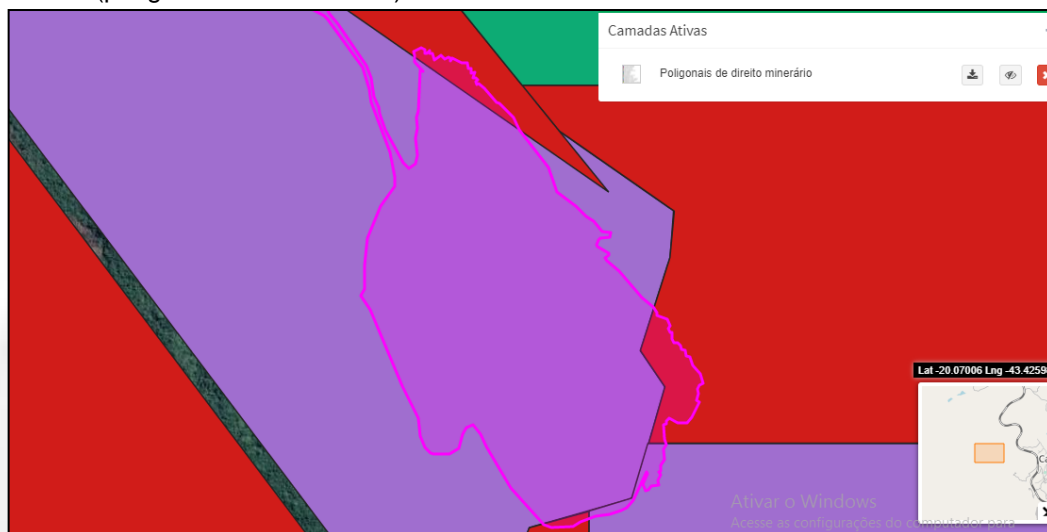 Camadas Ativas
Poligonais de direito minerário
Lat -20.07006 Lng -43.4259
Ativar o Windows
Acesse as configurações do computador para